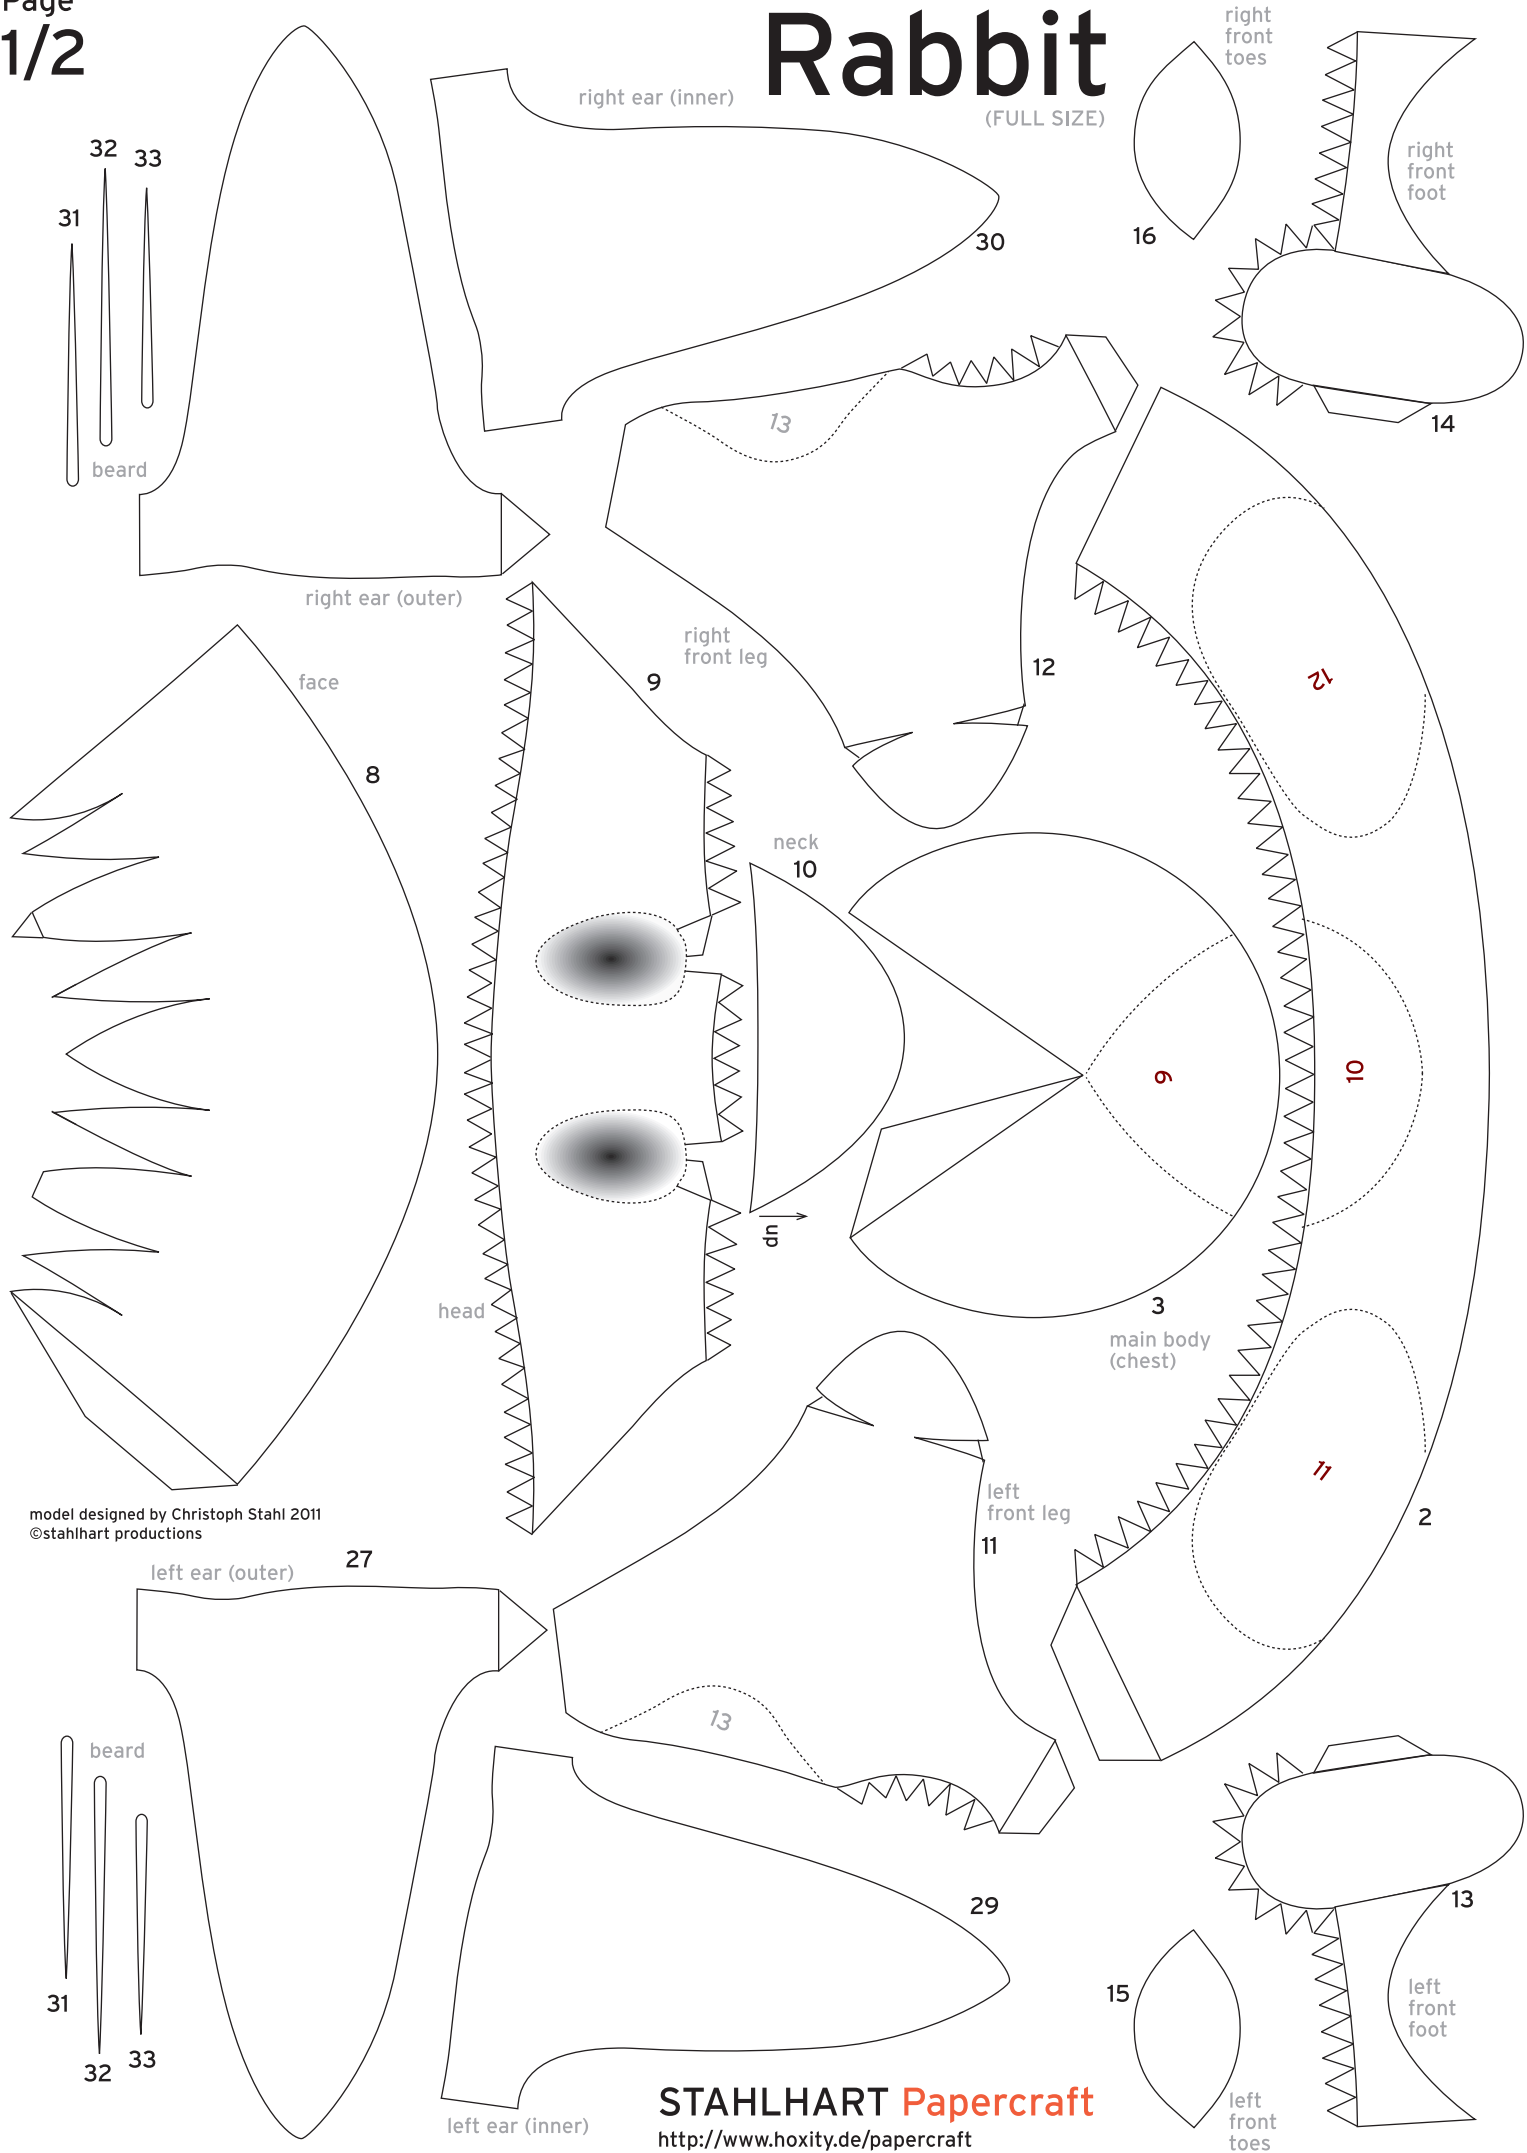 Page
1/2
Rabbit
(FULL SIZE)
right
front
toes
right ear (inner)
32
33
31
right
front
foot
30
16
13
14
beard
right ear (outer)
right
front leg
12
12
face
9
8
neck
10
9
10
dn
head
3
main body
(chest)
11
left
front leg
11
2
model designed by Christoph Stahl 2011
©stahlhart productions
27
left ear (outer)
13
beard
29
13
31
15
left
front
foot
32
33
STAHLHART Papercraft
left ear (inner)
left
front
toes
http://www.hoxity.de/papercraft